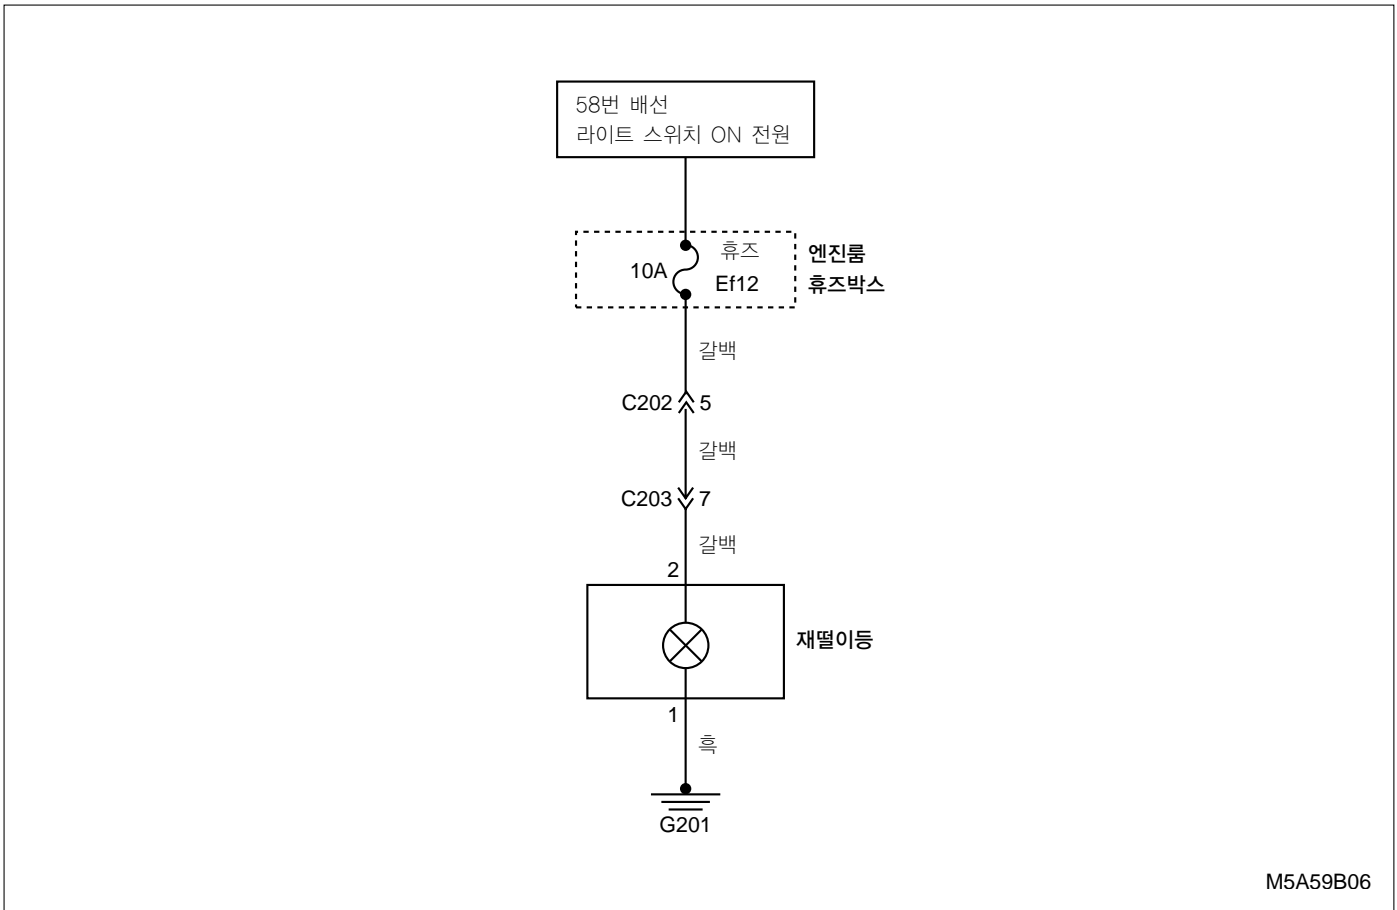 58번 배선
라이트 스위치 ON 전원
휴즈
10A
Ef12
엔진룸
휴즈박스
갈백
C202
5
갈백
C203
7
갈백
2
재떨이등
1
흑
G201
M5A59B06